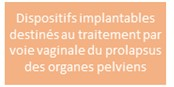 Dispositifs implantables
destinés au traitement par
voie vaginale du prolapsus
des organes pelviens